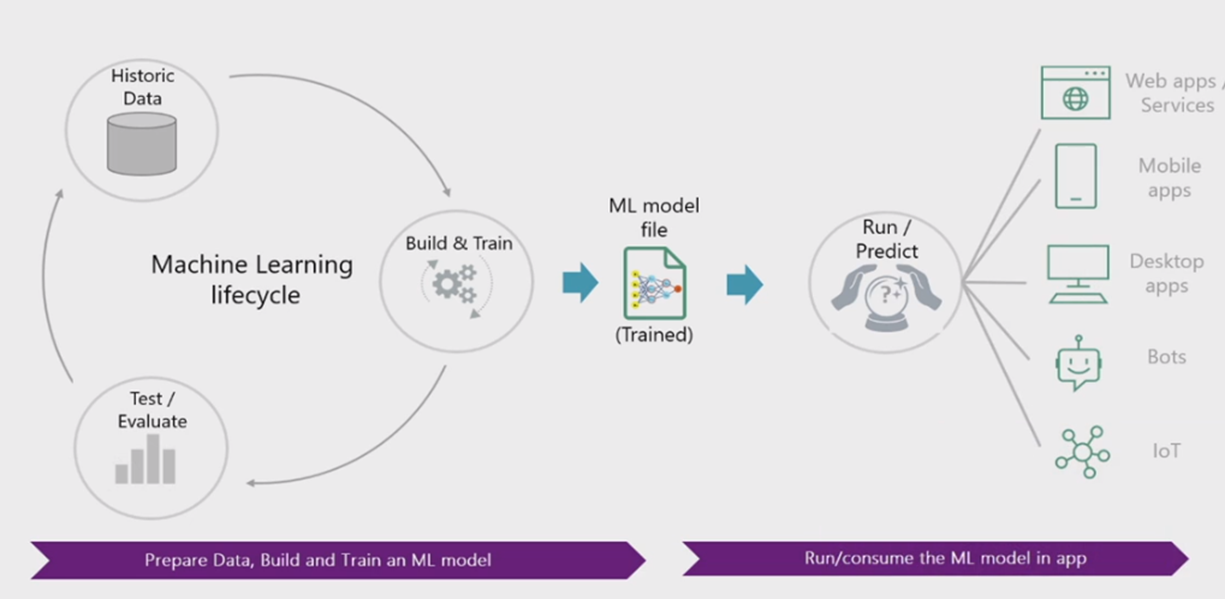 Historic
Data
Machine Learning
lifecycle
Build & Train
Test /
Evaluate
ML model
file
(Trained)
Run /
Predict
?
Web apps /
Services
Mobile
apps
Desktop
apps
Bots
IoT
Prepare Data, Build and Train an ML model
Run/consume the ML model in app